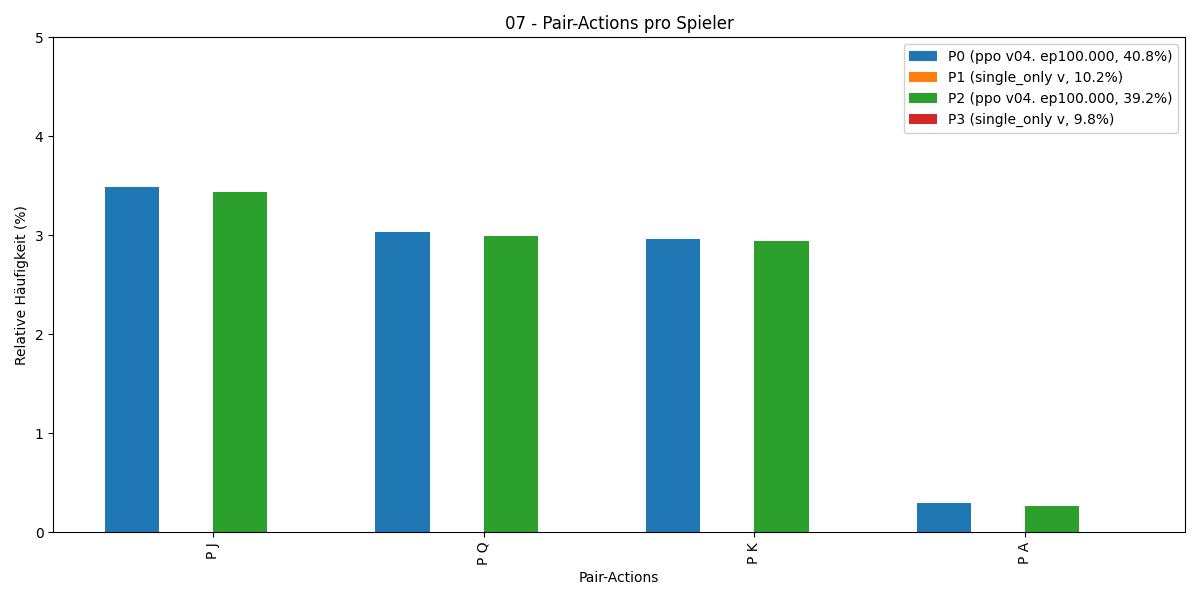 07 - Pair-Actions pro Spieler
P0 (ppo v04. ep100.000, 40.8%)
P1 (single_only v, 10.2%)
P2 (ppo v04. ep100.000, 39.2%)
P3 (single_only v, 9.8%)
Relative Häufigkeit (%)
5
4
3
2
1
0
P J
P Q
P K
P A
Pair-Actions